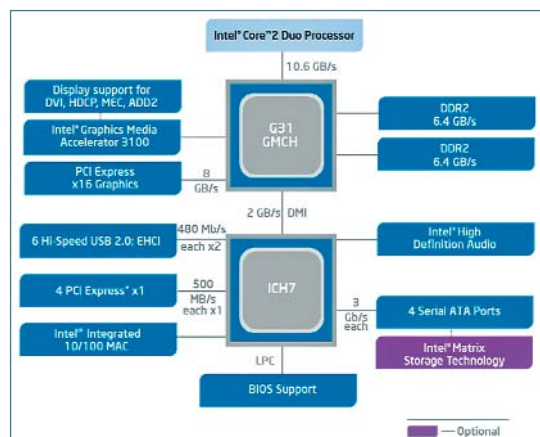 Intel® Core™2 Duo Processor
10.6 GB/s
Display support for
DVI, HDCP, MEC, ADD2
Intel® Graphics Media
Accelerator 3100
PCI Express
x16 Graphics
8
GB/s
G31
GMCH
DDR2
6.4 GB/s
DDR2
6.4 GB/s
2 GB/s DMI
6 Hi-Speed USB 2.0; EHCI
480 Mb/s
each x2
4 PCI Express* x1
500
MB/s
each x1
Intel® Integrated
10/100 MAC
ICH7
Intel® High
Definition Audio
3
Gb/s
each
4 Serial ATA Ports
Intel® Matrix
Storage Technology
LPC
BIOS Support
Optional